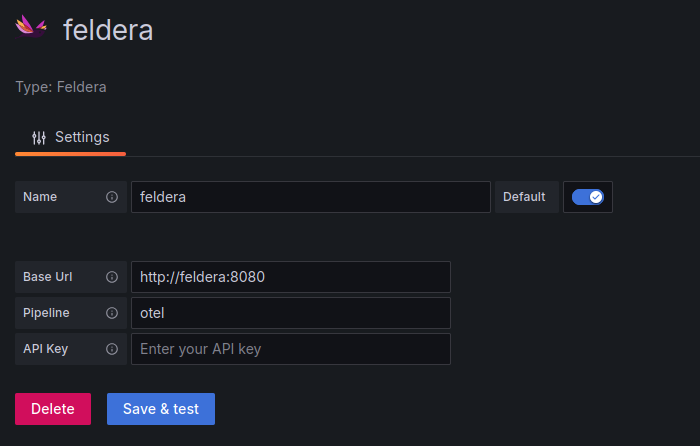 feldera
Type: Feldera
Settings
Name feldera Default
Base Url http://feldera:8080
Pipeline otel
API Key Enter your API key
Delete Save & test